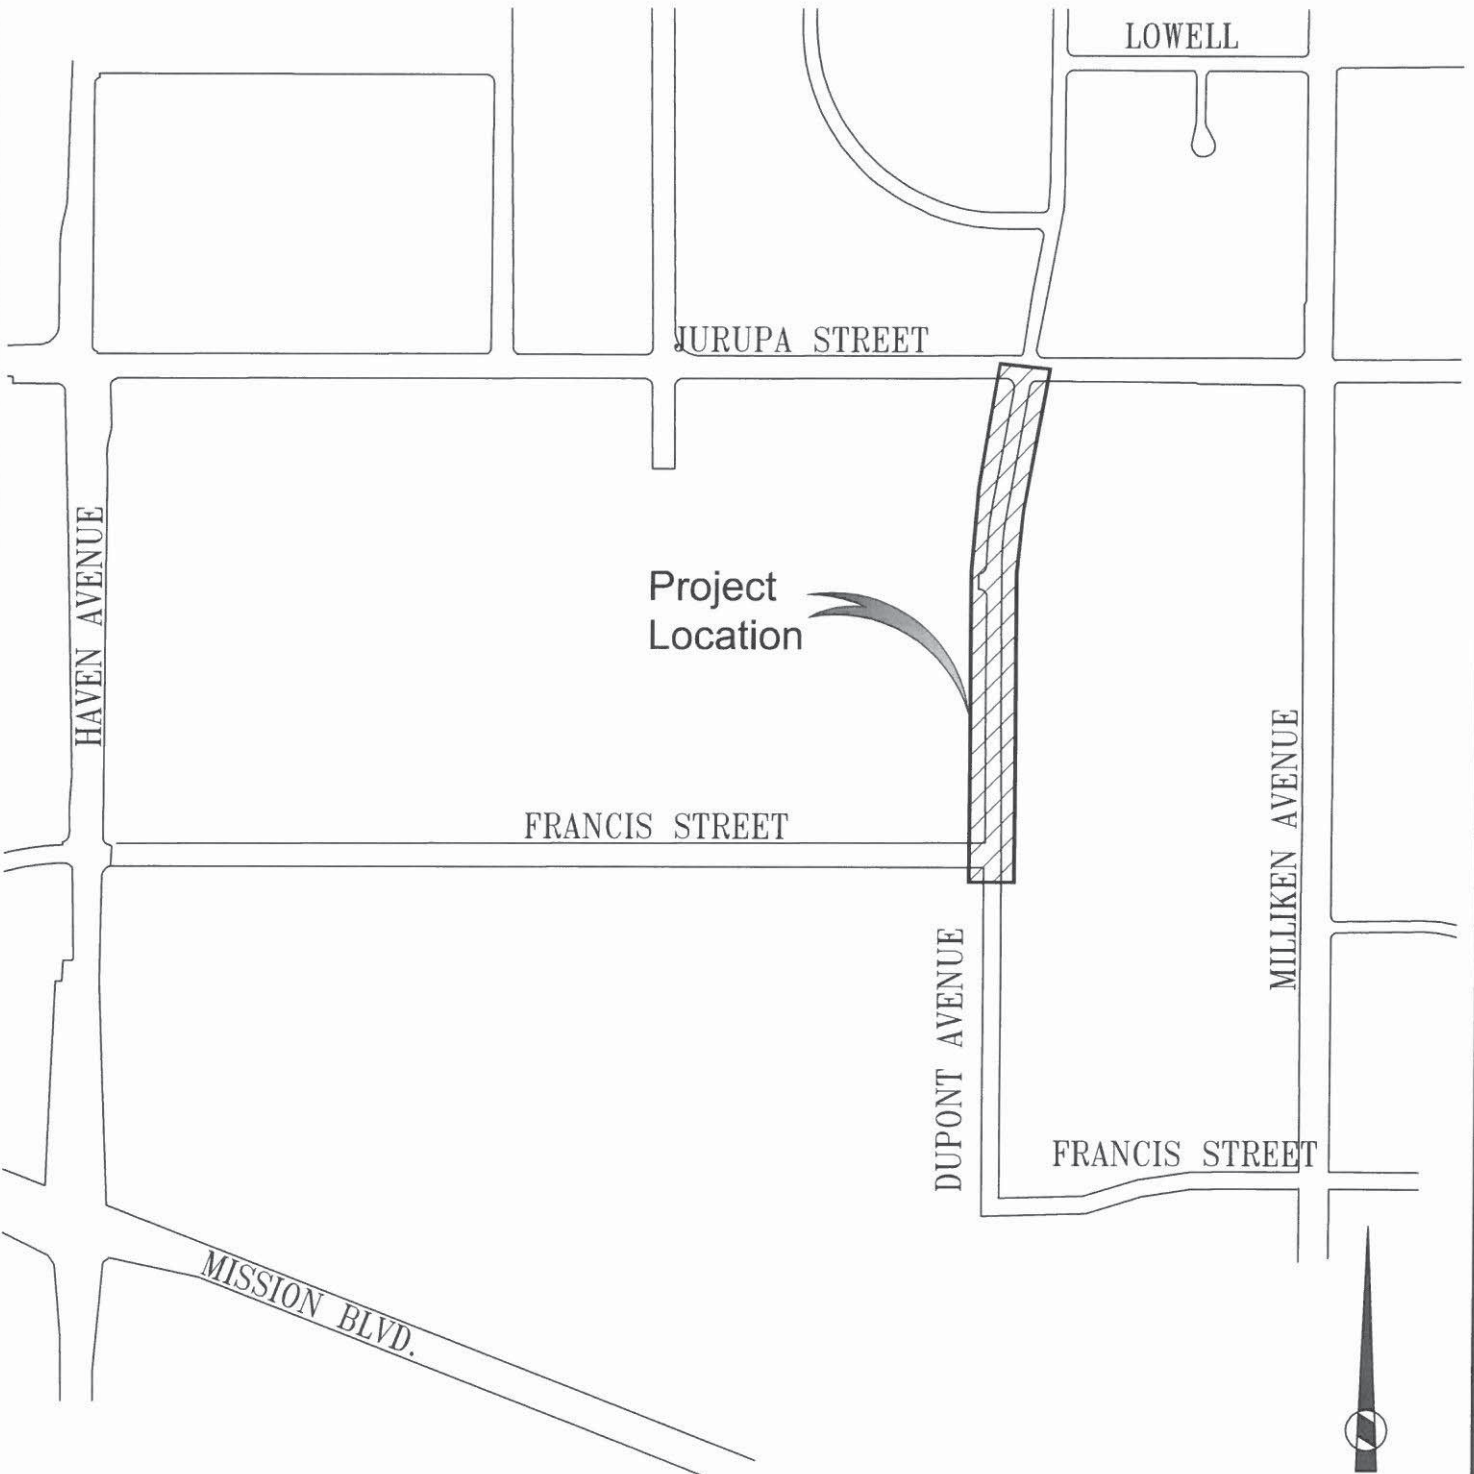 LOWELL
JURUPA STREET
HAVEN AVENUE
Project
Location
FRANCIS STREET
MILLIKEN AVENUE
DUPONT AVENUE
FRANCIS STREET
MISSION BLVD.